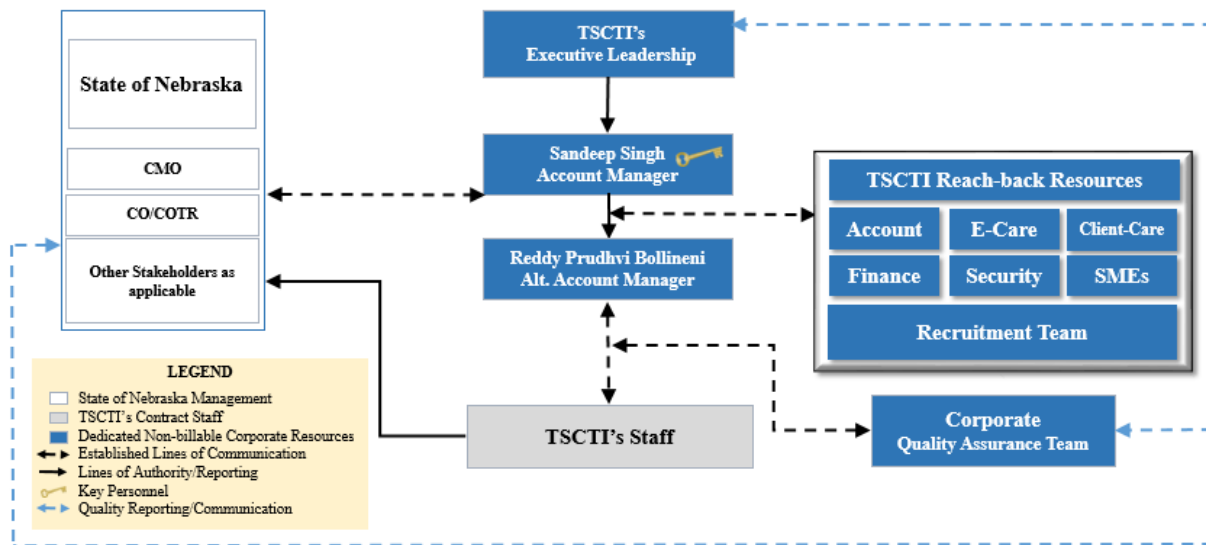 State of Nebraska
CMO
CO/COTR
Other Stakeholders as
applicable
TSCTI's
Executive Leadership
Sandeep Singh
Account Manager
Reddy Prudhvi Bollineni
Alt. Account Manager
TSCTI's Staff
TSCTI Reach-back Resources
Account
E-Care
Client-Care
Finance
Security
SMEs
Recruitment Team
Corporate
Quality Assurance Team
LEGEND
State of Nebraska Management
TSCTI's Contract Staff
Dedicated Non-billable Corporate Resources
Established Lines of Communication
Lines of Authority/Reporting
Key Personnel
Quality Reporting/Communication